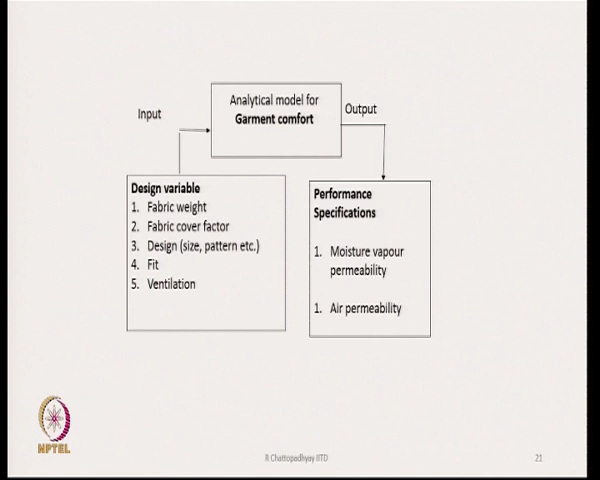 Analytical model for
Garment comfort
Input
Output
Design variable
1. Fabric weight
2. Fabric cover factor
3. Design (size, pattern etc.)
4. Fit
5. Ventilation
Performance
Specifications
1. Moisture vapour
permeability
1. Air permeability
NPTEL
R Chattopadhyay IITD
21